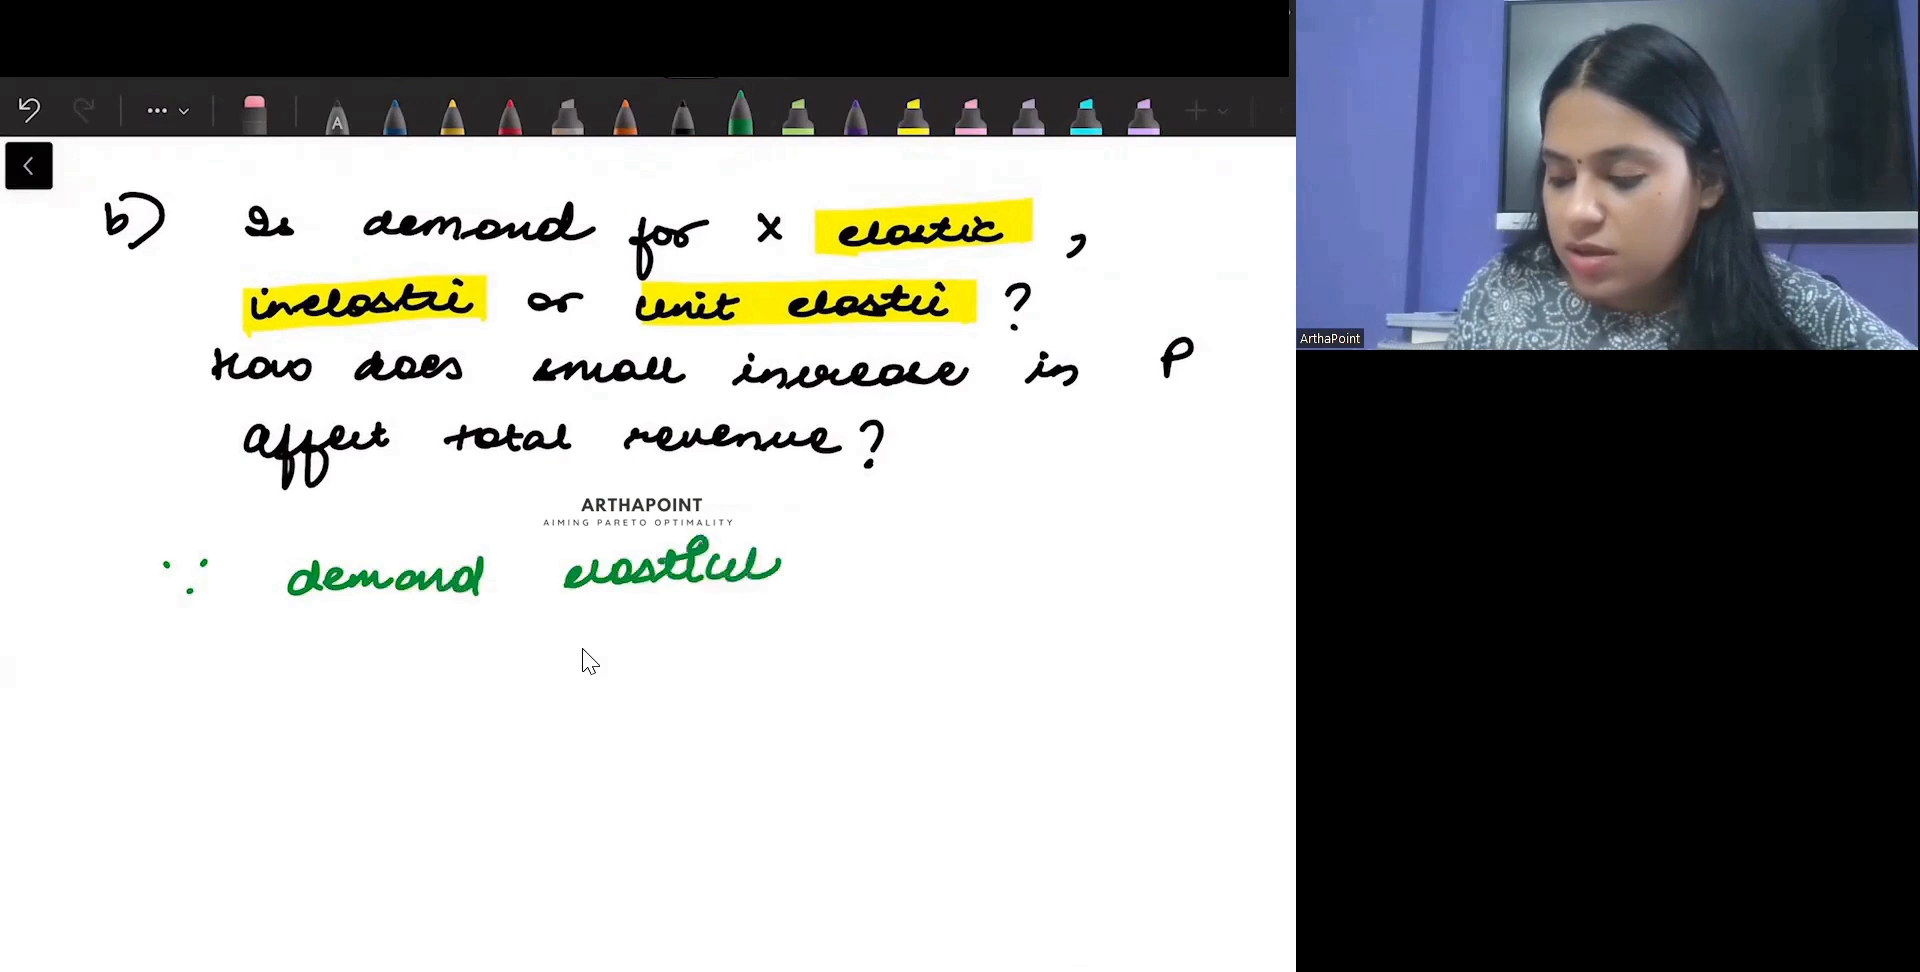 b) Is demand for x elastic,
inelastic or unit elastic?
How does small increase in P
affect total revenue?
ARTHAPOINT
AIMING PARETO OPTIMALITY
∵ demand elastici
A
ArthaPoint